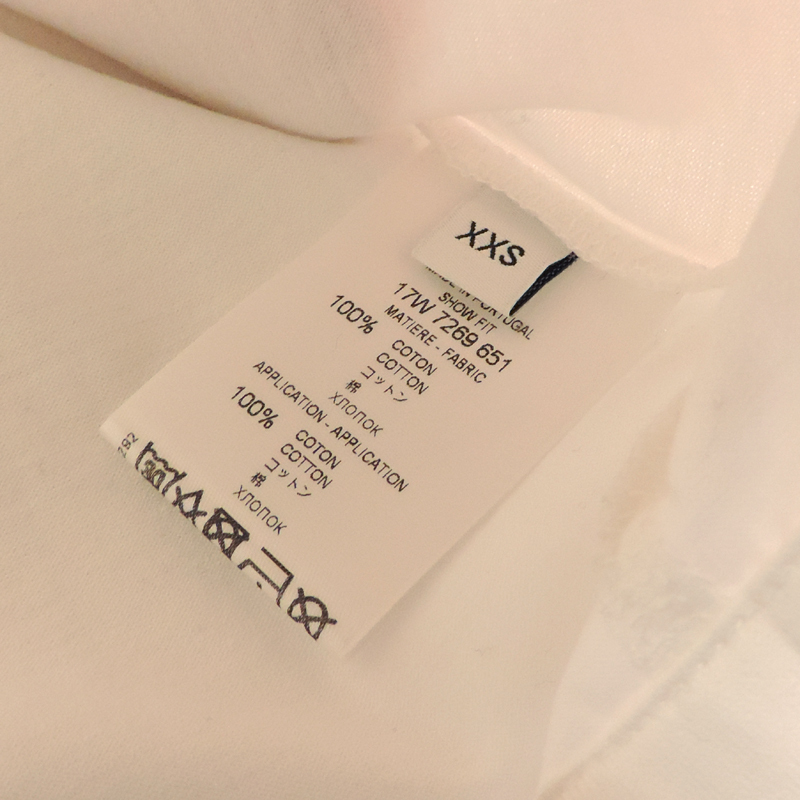 XXS
MADE IN PORTUGAL
SHOW FIT
17W 7269 651
MATIERE - FABRIC
100% COTON
COTTON
コットン
棉
ХЛОПОК
APPLICATION - APPLICATION
100% COTON
COTTON
コットン
棉
ХЛОПОК
30